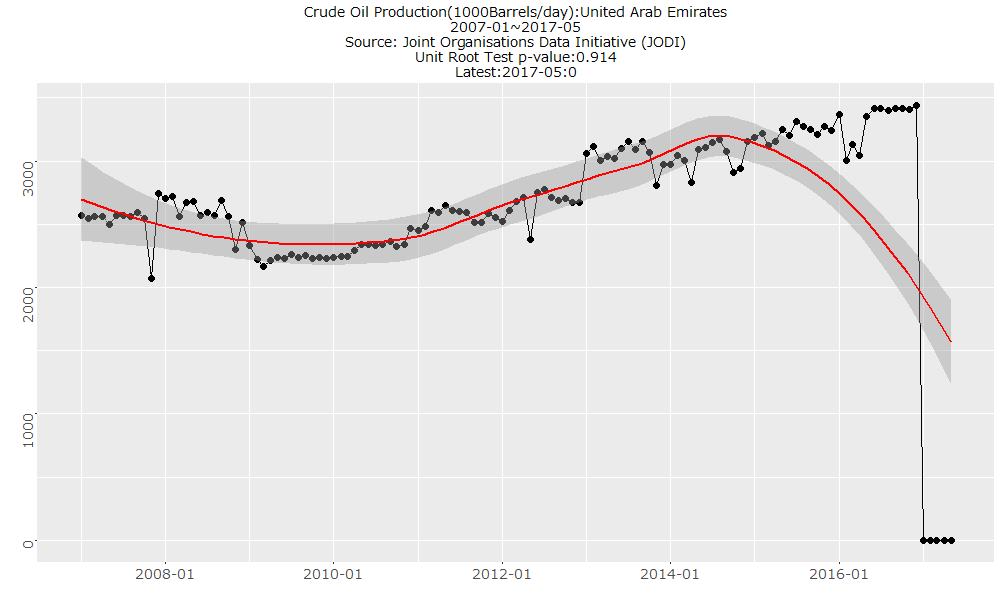 Crude Oil Production(1000Barrels/day):United Arab Emirates
2007-01~2017-05
Source: Joint Organisations Data Initiative (JODI)
Unit Root Test p-value:0.914
Latest:2017-05:0
3000
2000
1000
0
2008-01
2010-01
2012-01
2014-01
2016-01